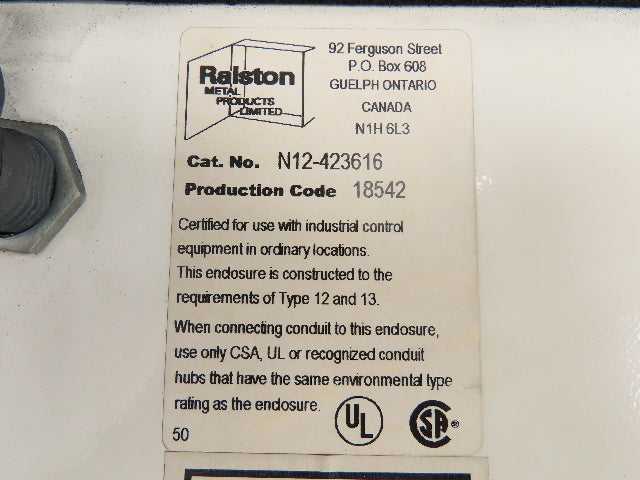 Ralston
METAL
PRODUCTS
LIMITED
92 Ferguson Street
P.O. Box 608
GUELPH ONTARIO
CANADA
N1H 6L3
Cat. No. N12-423616
Production Code 18542
Certified for use with industrial control
equipment in ordinary locations.
This enclosure is constructed to the
requirements of Type 12 and 13.
When connecting conduit to this enclosure,
use only CSA, UL or recognized conduit
hubs that have the same environmental type
rating as the enclosure.
UL
SA ®
50